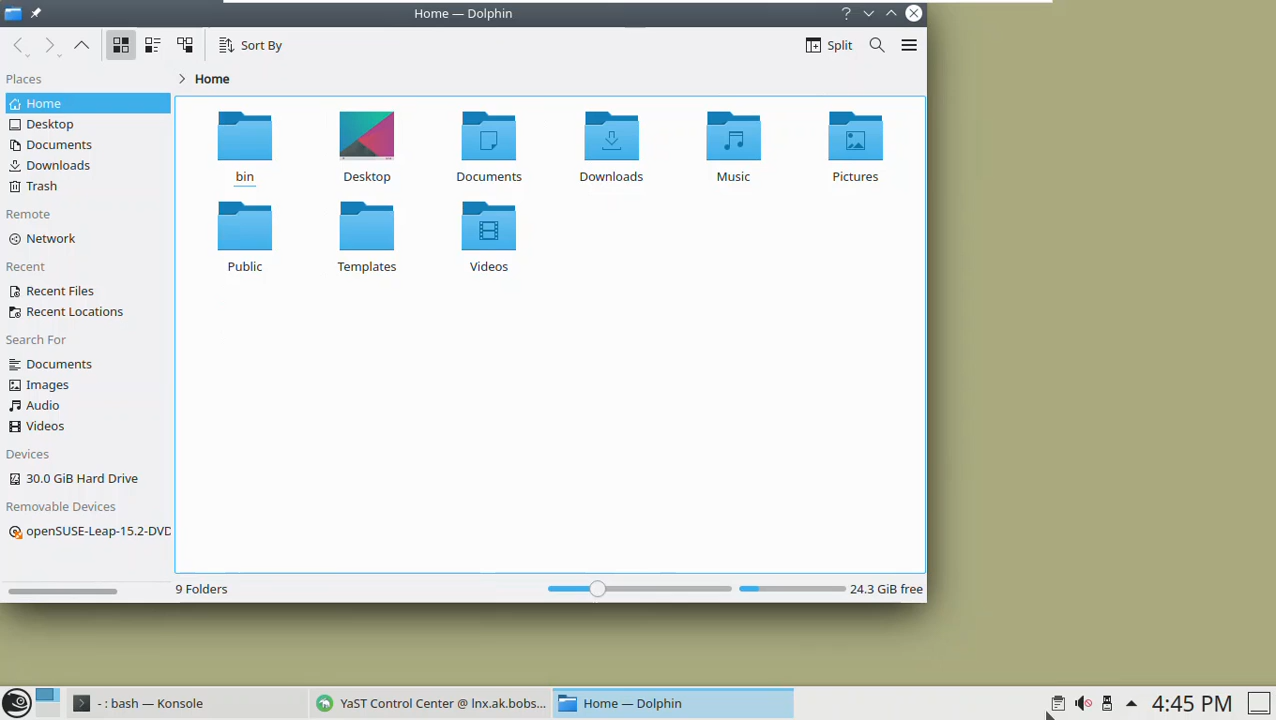 Home — Dolphin
Sort By
Split
Places
Home
Home
Desktop
Documents
Downloads
Trash
Remote
Network
Recent
Recent Files
Recent Locations
Search For
Documents
Images
Audio
Videos
Devices
30.0 GiB Hard Drive
Removable Devices
openSUSE-Leap-15.2-DVD
bin
Desktop
Documents
Downloads
Music
Pictures
Public
Templates
Videos
9 Folders
24.3 GiB free
- : bash — Konsole
YaST Control Center @ lnx.ak.bobs...
Home — Dolphin
4:45 PM